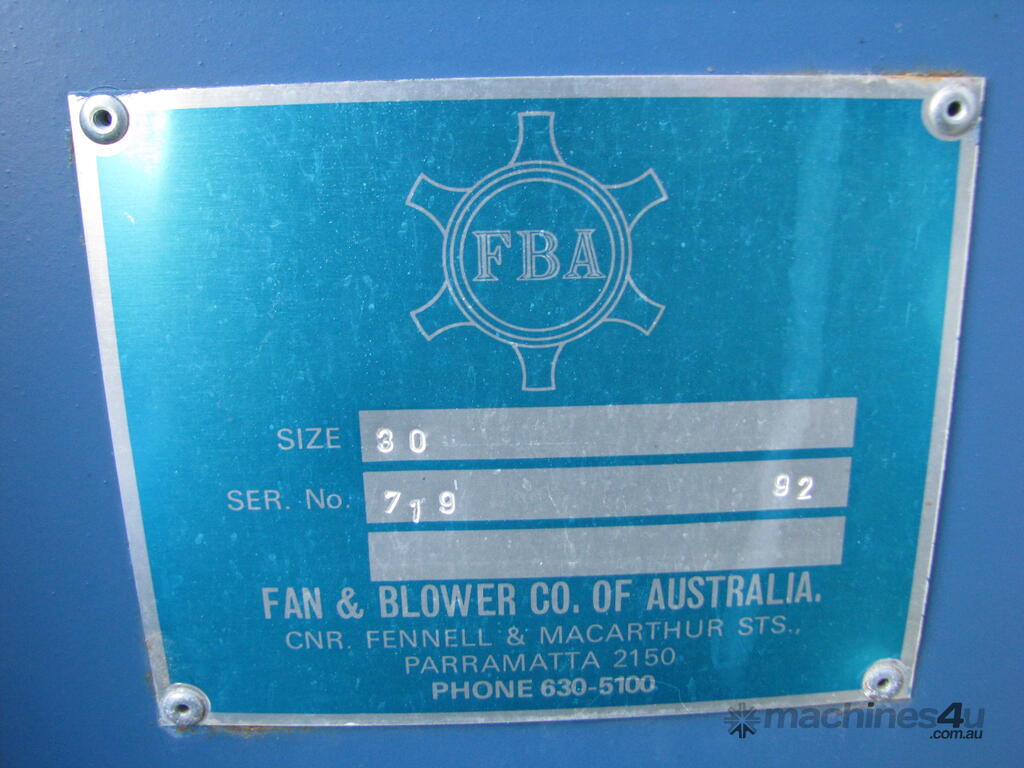 FBA
SIZE 30
SER. No. 719 92
FAN & BLOWER CO. OF AUSTRALIA.
CNR. FENNELL & MACARTHUR STS.,
PARRAMATTA 2150
PHONE 630-5100
machines4u
.com.au